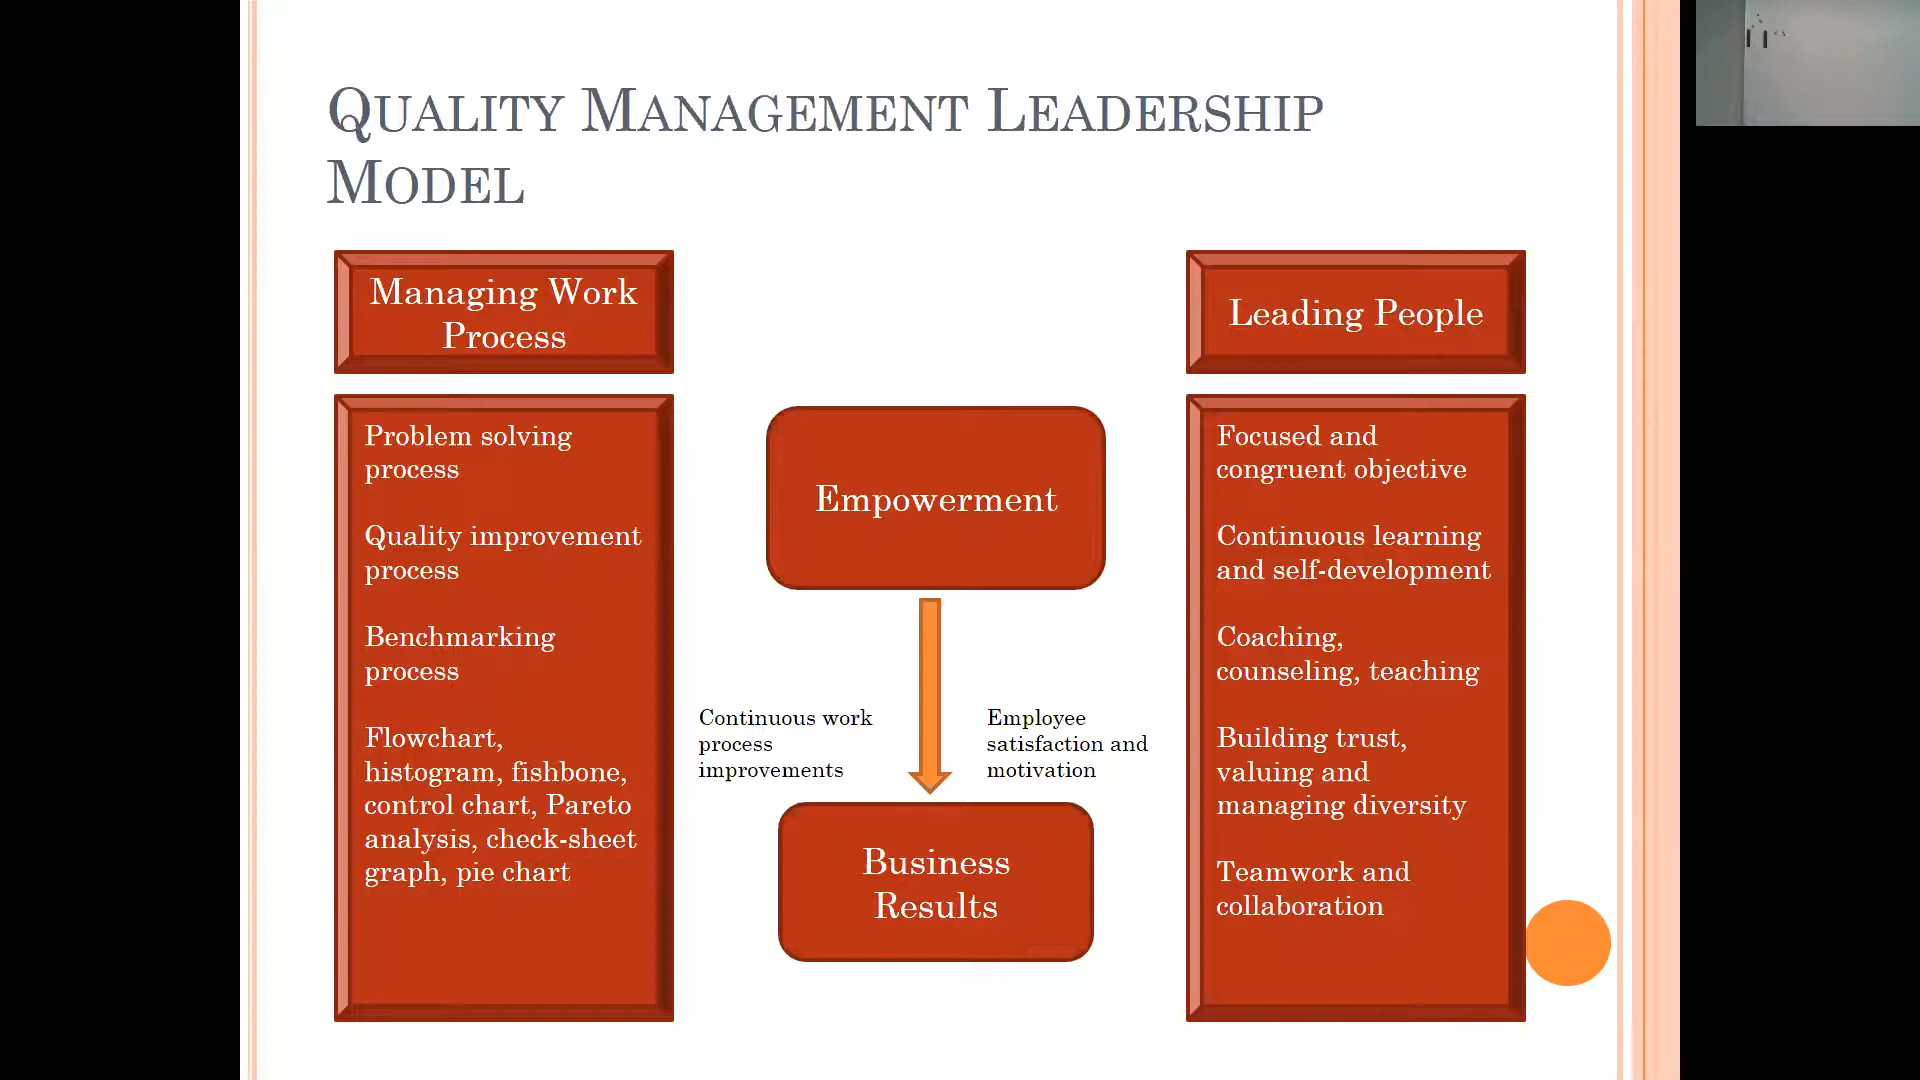 QUALITY MANAGEMENT LEADERSHIP
MODEL
Managing Work
Process
Problem solving
process
Quality improvement
process
Benchmarking
process
Flowchart,
histogram, fishbone,
control chart, Pareto
analysis, check-sheet
graph, pie chart
Empowerment
Continuous work
process
improvements
Employee
satisfaction and
motivation
Business
Results
Leading People
Focused and
congruent objective
Continuous learning
and self-development
Coaching,
counseling, teaching
Building trust,
valuing and
managing diversity
Teamwork and
collaboration